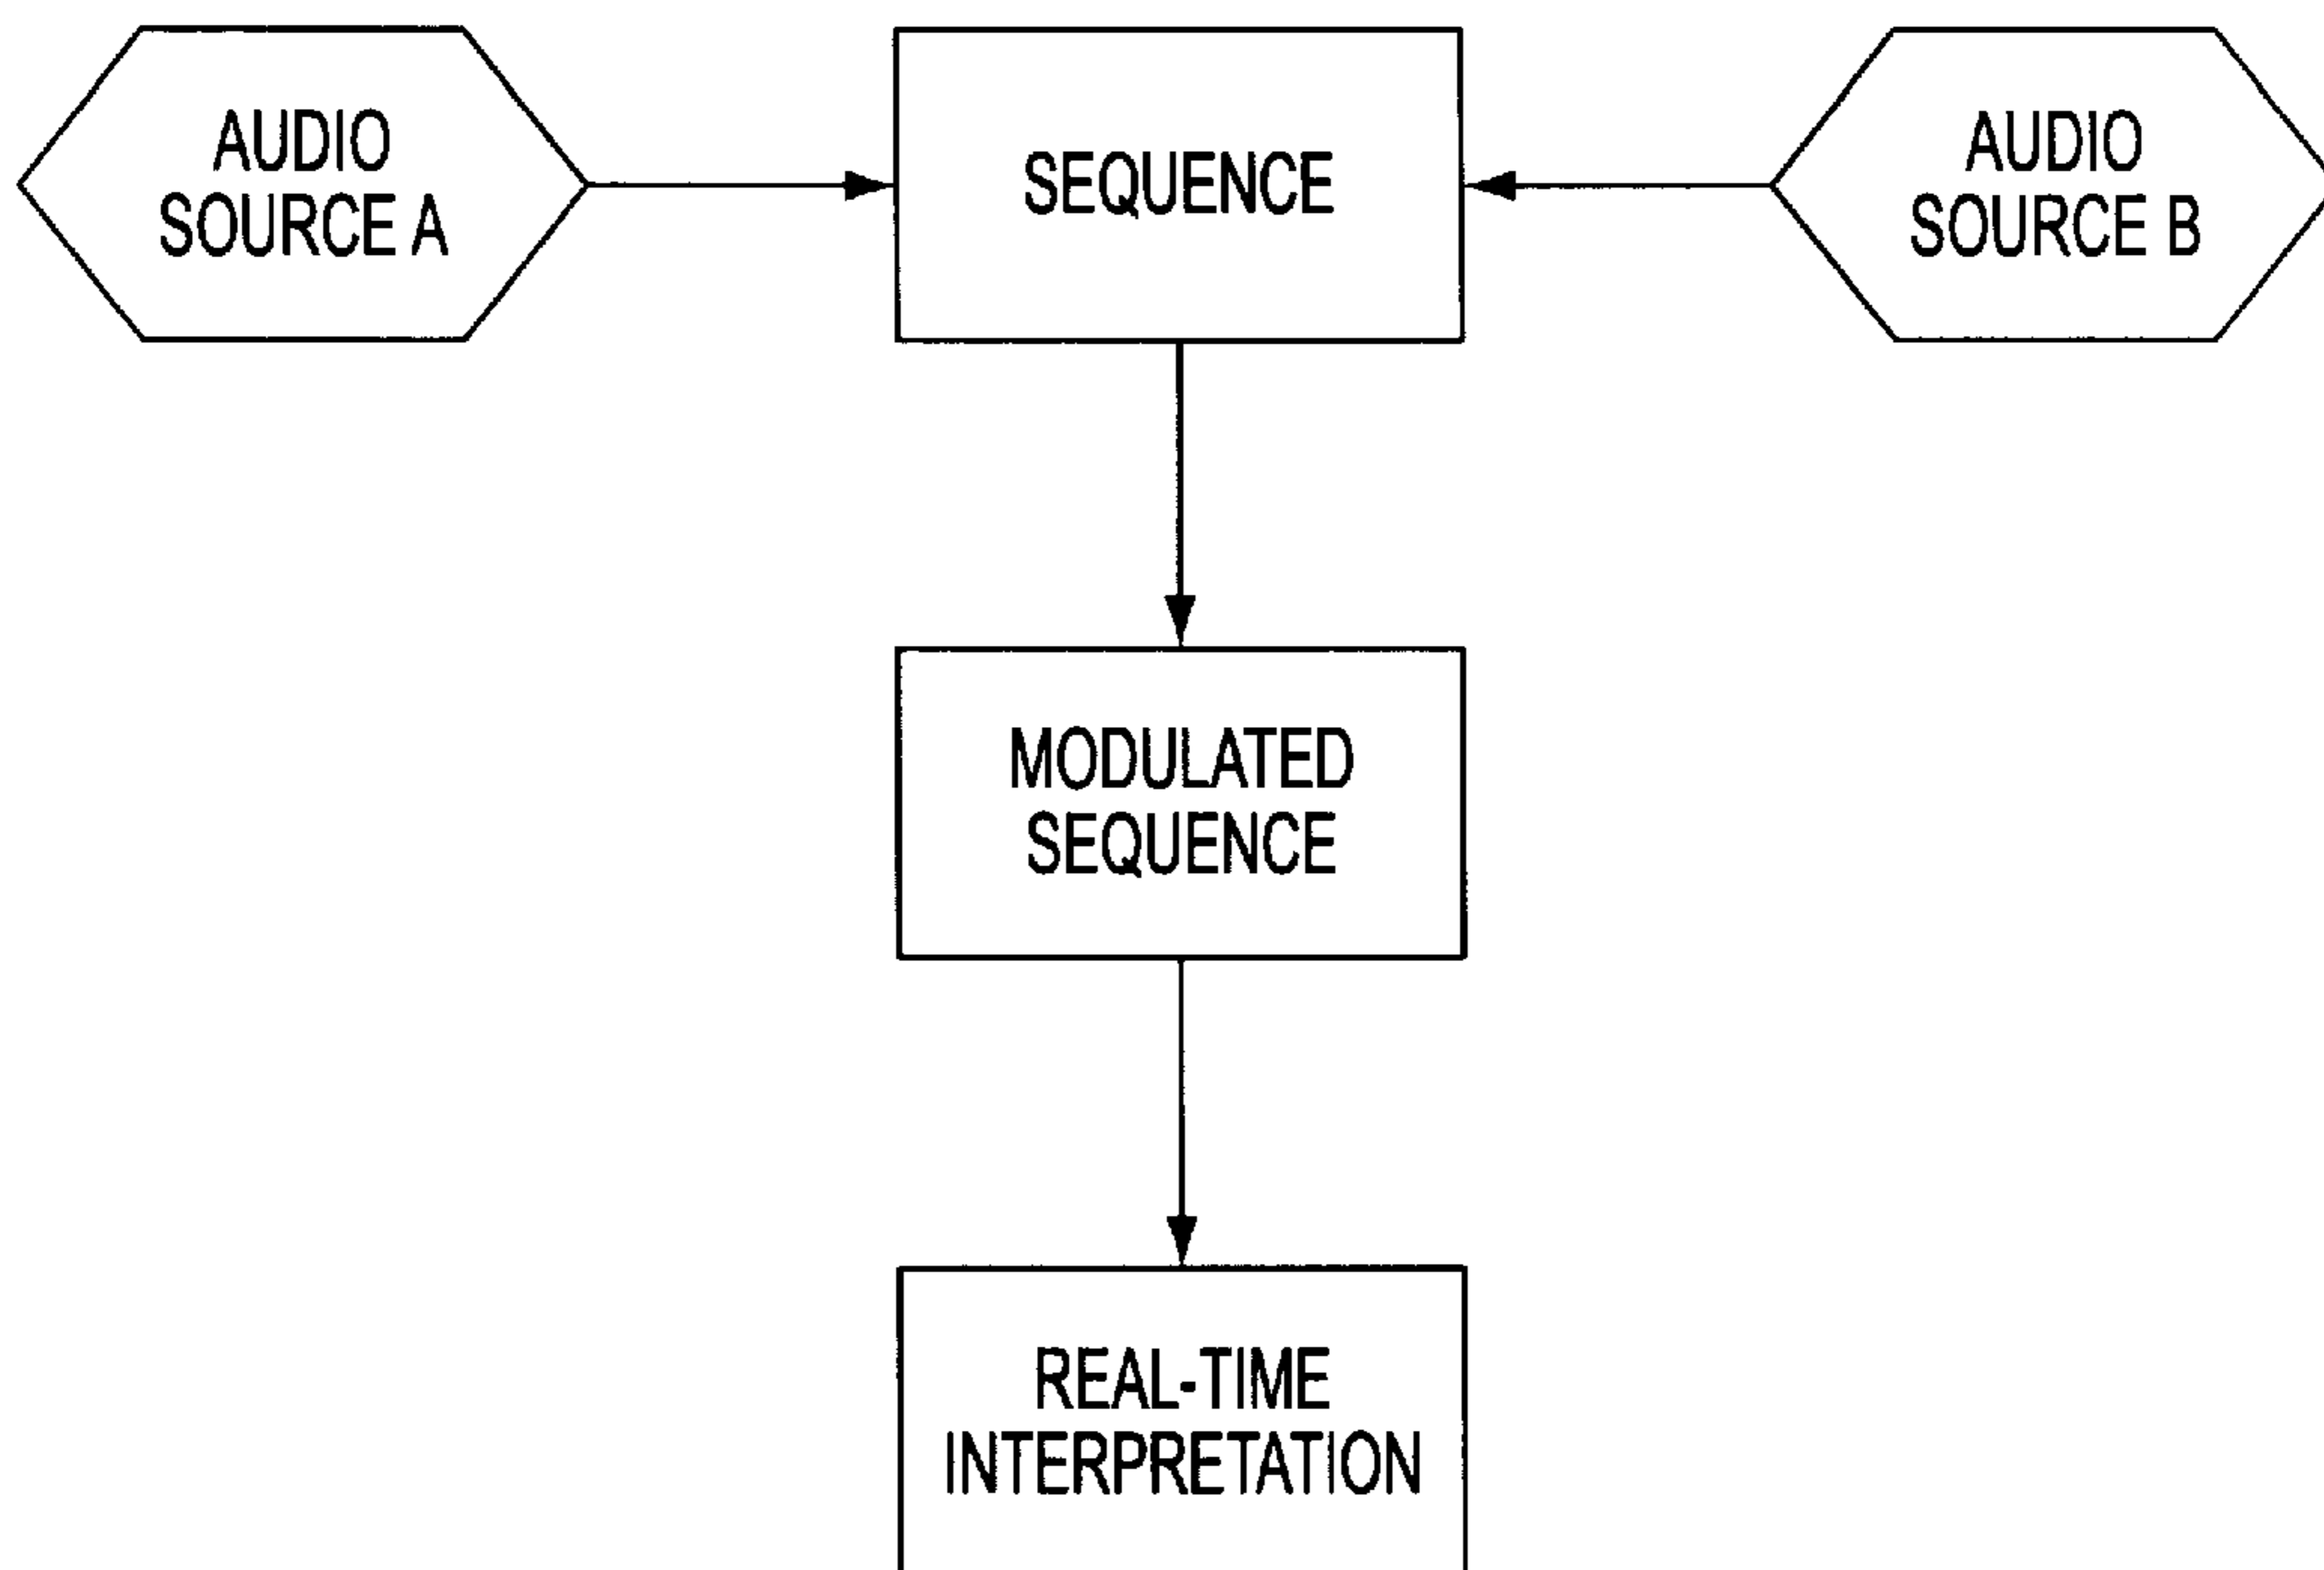 AUDIO
SOURCE A
SEQUENCE
AUDIO
SOURCE B
MODULATED
SEQUENCE
REAL-TIME
INTERPRETATION